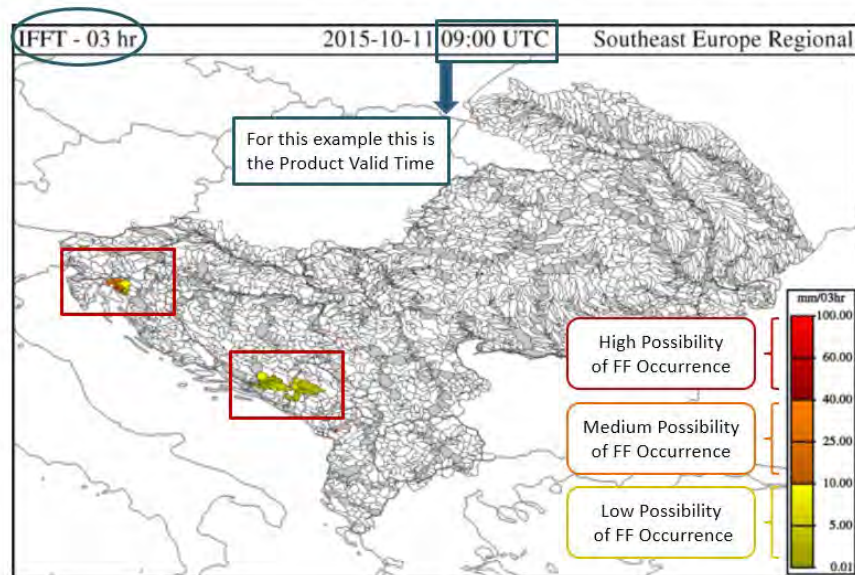 IFFT - 03 hr 2015-10-11 09:00 UTC Southeast Europe Regional
For this example this is
the Product Valid Time
mm/03hr
100.00
High Possibility
of FF Occurrence
60.00
40.00
Medium Possibility
of FF Occurrence
25.00
10.00
Low Possibility
of FF Occurrence
5.00
0.01